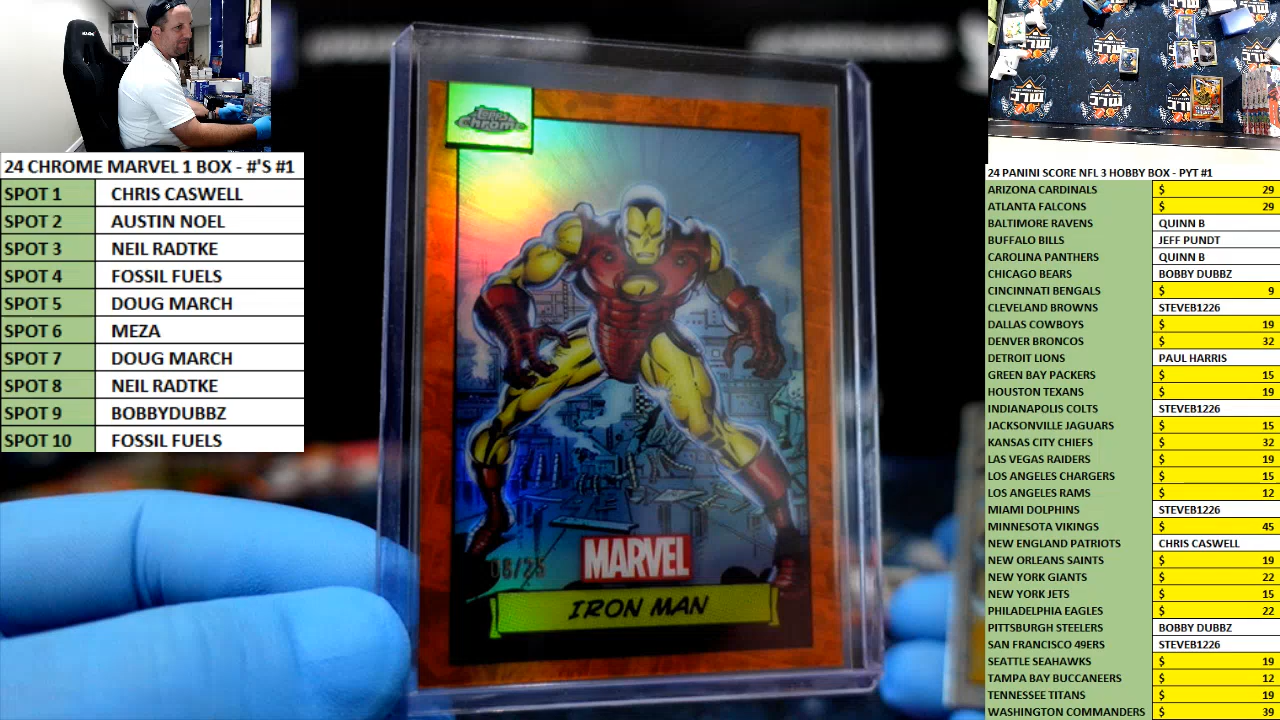 24 CHROME MARVEL 1 BOX - #'S #1
SPOT 1 CHRIS CASWELL
SPOT 2 AUSTIN NOEL
SPOT 3 NEIL RADTKE
SPOT 4 FOSSIL FUELS
SPOT 5 DOUG MARCH
SPOT 6 MEZA
SPOT 7 DOUG MARCH
SPOT 8 NEIL RADTKE
SPOT 9 BOBBYDUBBZ
SPOT 10 FOSSIL FUELS
Topps
Chrome
06/25
MARVEL
IRON MAN
24 PANINI SCORE NFL 3 HOBBY BOX - PYT #1
ARIZONA CARDINALS $ 29
ATLANTA FALCONS $ 29
BALTIMORE RAVENS QUINN B
BUFFALO BILLS JEFF PUNDT
CAROLINA PANTHERS QUINN B
CHICAGO BEARS BOBBY DUBBZ
CINCINNATI BENGALS $ 9
CLEVELAND BROWNS STEVEB1226
DALLAS COWBOYS $ 19
DENVER BRONCOS $ 32
DETROIT LIONS PAUL HARRIS
GREEN BAY PACKERS $ 15
HOUSTON TEXANS $ 19
INDIANAPOLIS COLTS STEVEB1226
JACKSONVILLE JAGUARS $ 15
KANSAS CITY CHIEFS $ 32
LAS VEGAS RAIDERS $ 19
LOS ANGELES CHARGERS $ 15
LOS ANGELES RAMS $ 12
MIAMI DOLPHINS STEVEB1226
MINNESOTA VIKINGS $ 45
NEW ENGLAND PATRIOTS CHRIS CASWELL
NEW ORLEANS SAINTS $ 19
NEW YORK GIANTS $ 22
NEW YORK JETS $ 15
PHILADELPHIA EAGLES $ 22
PITTSBURGH STEELERS BOBBY DUBBZ
SAN FRANCISCO 49ERS STEVEB1226
SEATTLE SEAHAWKS $ 19
TAMPA BAY BUCCANEERS $ 12
TENNESSEE TITANS $ 19
WASHINGTON COMMANDERS $ 39